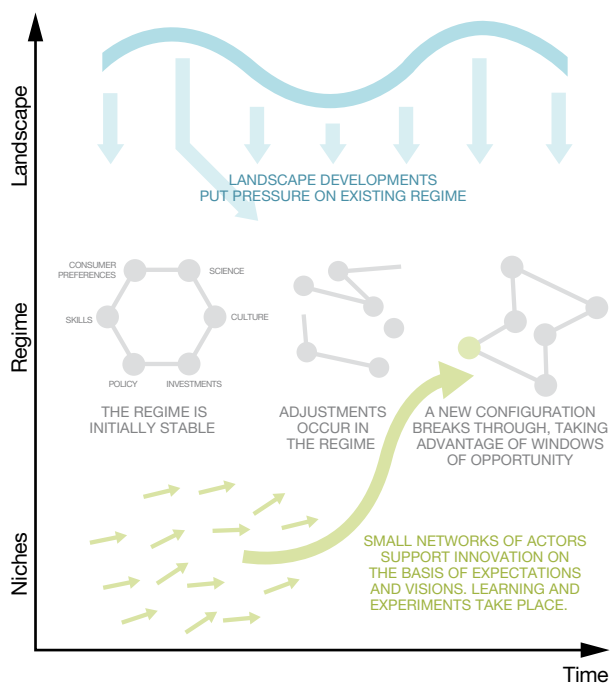 Landscape
LANDSCAPE DEVELOPMENTS
PUT PRESSURE ON EXISTING REGIME
Regime
CONSUMER
PREFERENCES
SCIENCE
SKILLS
CULTURE
POLICY
INVESTMENTS
THE REGIME IS
INITIALLY STABLE
ADJUSTMENTS
OCCUR IN
THE REGIME
A NEW CONFIGURATION
BREAKS THROUGH, TAKING
ADVANTAGE OF WINDOWS
OF OPPORTUNITY
Niches
SMALL NETWORKS OF ACTORS
SUPPORT INNOVATION ON
THE BASIS OF EXPECTATIONS
AND VISIONS. LEARNING AND
EXPERIMENTS TAKE PLACE.
Time